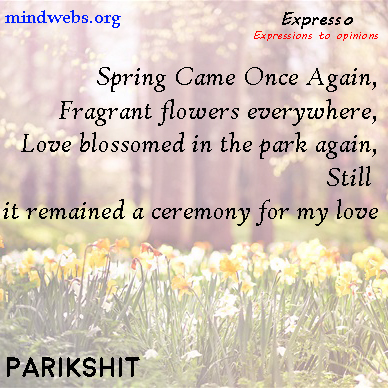 mindwebs.org
Expresso
Expressions to opinions
Spring Came Once Again,
Fragrant flowers everywhere,
Love blossomed in the park again,
Still
it remained a ceremony for my love
PARIKSHIT